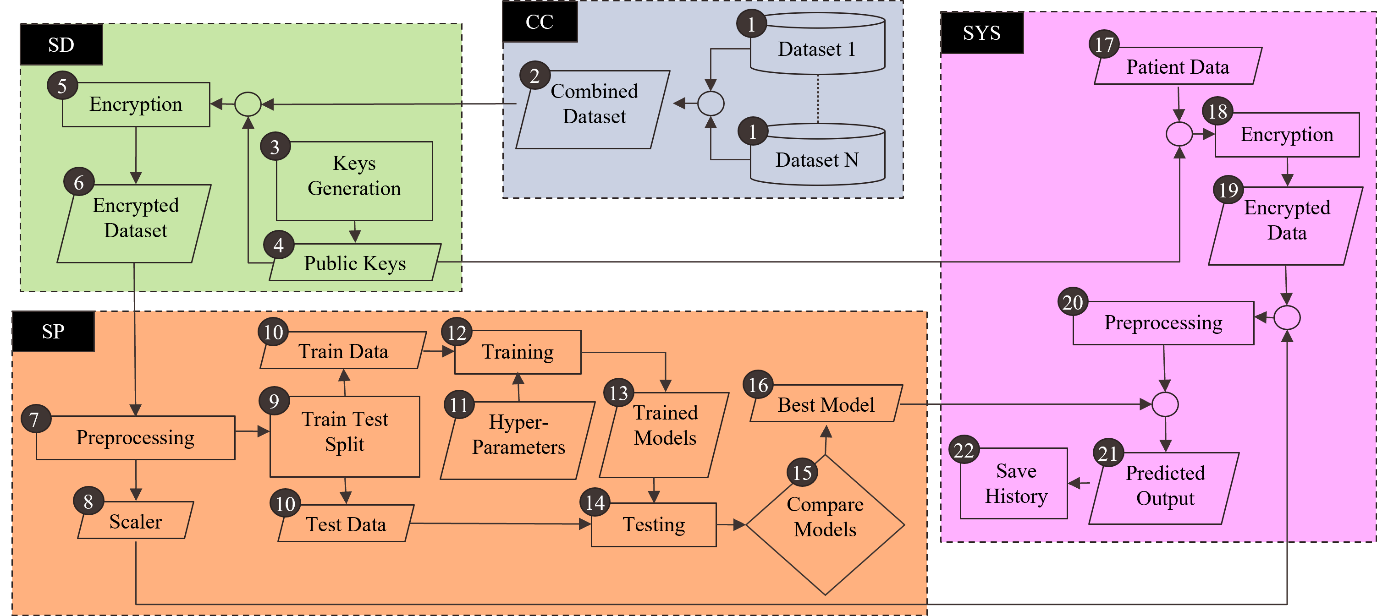 SD
5
Encryption
6
Encrypted
Dataset
3
Keys
Generation
4
Public Keys
CC
1
Dataset 1
2
Combined
Dataset
1
Dataset N
SYS
17
Patient Data
18
Encryption
19
Encrypted
Data
20
Preprocessing
21
Predicted
Output
22
Save
History
SP
7
Preprocessing
8
Scaler
9
Train Test
Split
10
Train Data
10
Test Data
11
Hyper-
Parameters
12
Training
13
Trained
Models
14
Testing
15
Compare
Models
16
Best Model